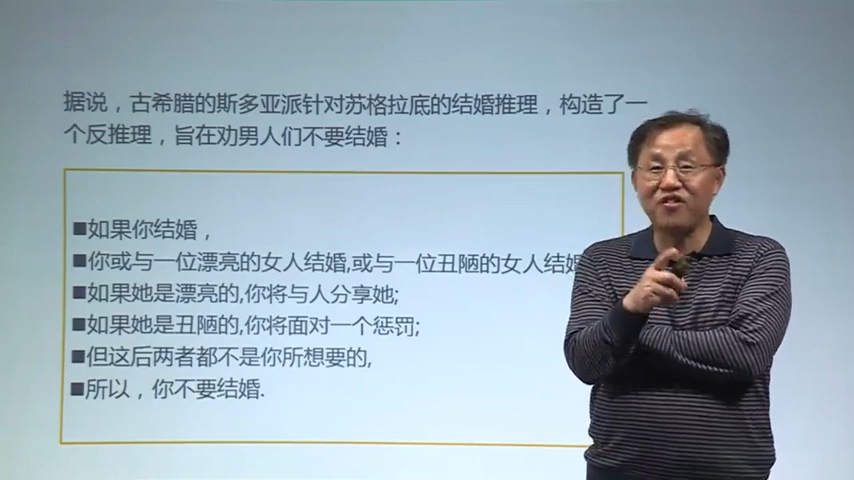 据说，古希腊的斯多亚派针对苏格拉底的结婚推理，构造了一
个反推理，旨在劝男人们不要结婚：
■如果你结婚，
■你或与一位漂亮的女人结婚,或与一位丑陋的女人结婚
■如果她是漂亮的,你将与人分享她;
■如果她是丑陋的,你将面对一个惩罚;
■但这后两者都不是你所想要的,
■所以，你不要结婚.